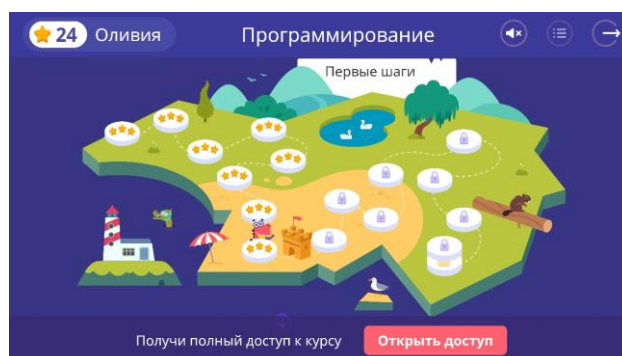 24 Оливия
Программирование
Первые шаги
Получи полный доступ к курсу
Открыть доступ